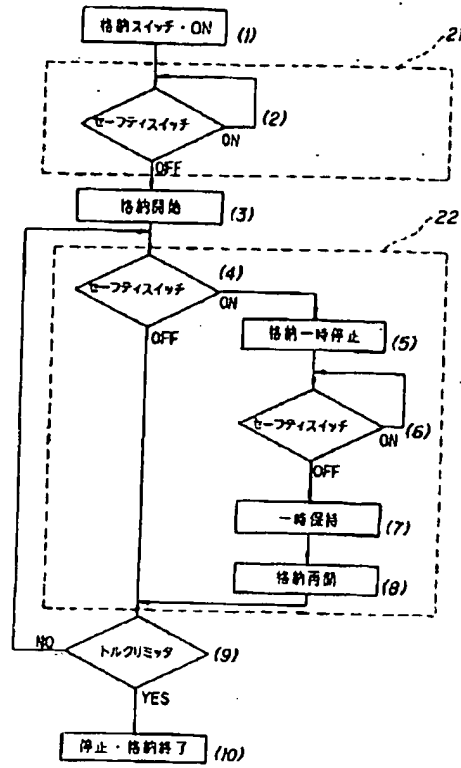 格納スイッチ・ON
(1)
21
セーフティスイッチ
(2)
ON
OFF
格納開始
(3)
22
セーフティスイッチ
(4)
ON
OFF
格納一時停止
(5)
セーフティスイッチ
(6)
ON
OFF
一時保持
(7)
格納再開
(8)
NO
トルクリミッタ
(9)
YES
停止・格納終了
(10)